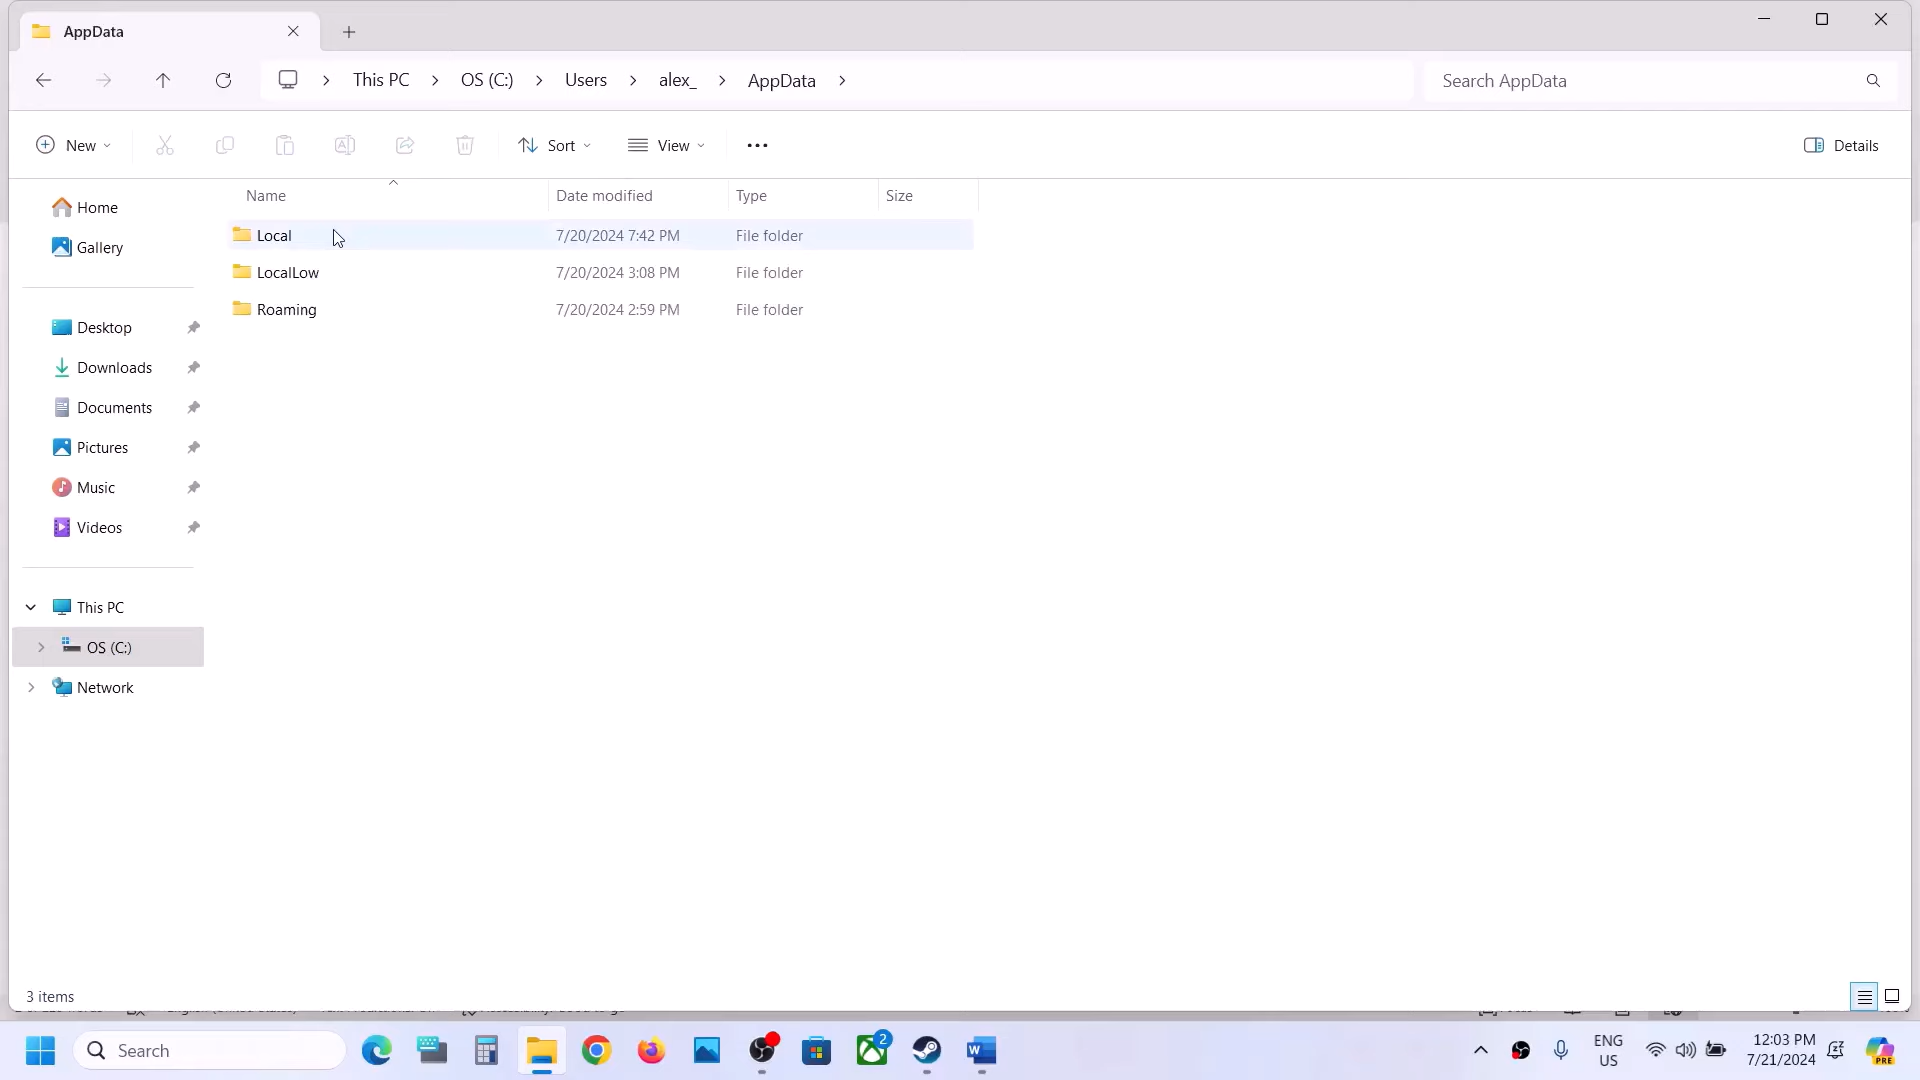 AppData
This PC > OS (C:) > Users > alex_ > AppData >
Search AppData
New
Sort
View
Details
Name
Date modified
Type
Size
Local 7/20/2024 7:42 PM File folder
LocalLow 7/20/2024 3:08 PM File folder
Roaming 7/20/2024 2:59 PM File folder
Home
Gallery
Desktop
Downloads
Documents
Pictures
Music
Videos
This PC
OS (C:)
Network
3 items
Search
2
ENG
US
12:03 PM
7/21/2024
PRE